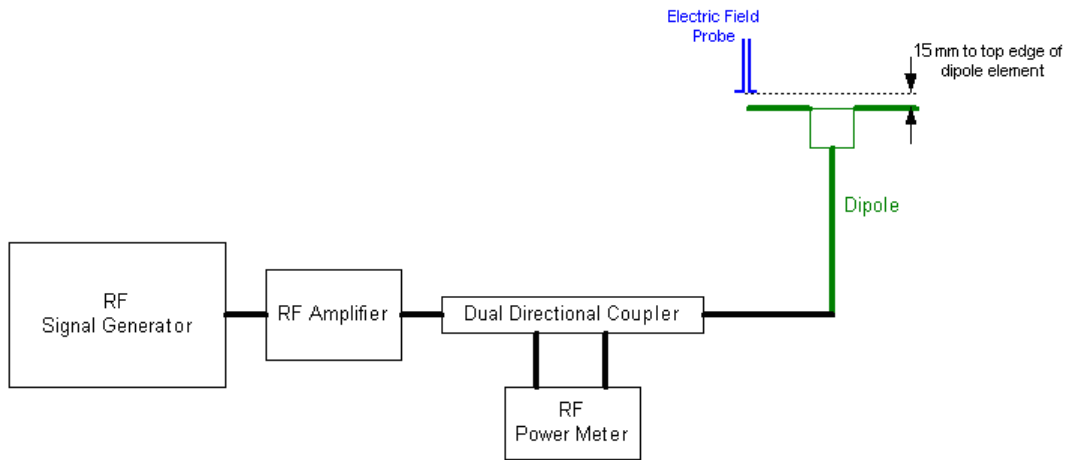 Electric Field
Probe
15 mm to top edge of
dipole element
Dipole
RF
Signal Generator
RF Amplifier
Dual Directional Coupler
RF
Power Meter